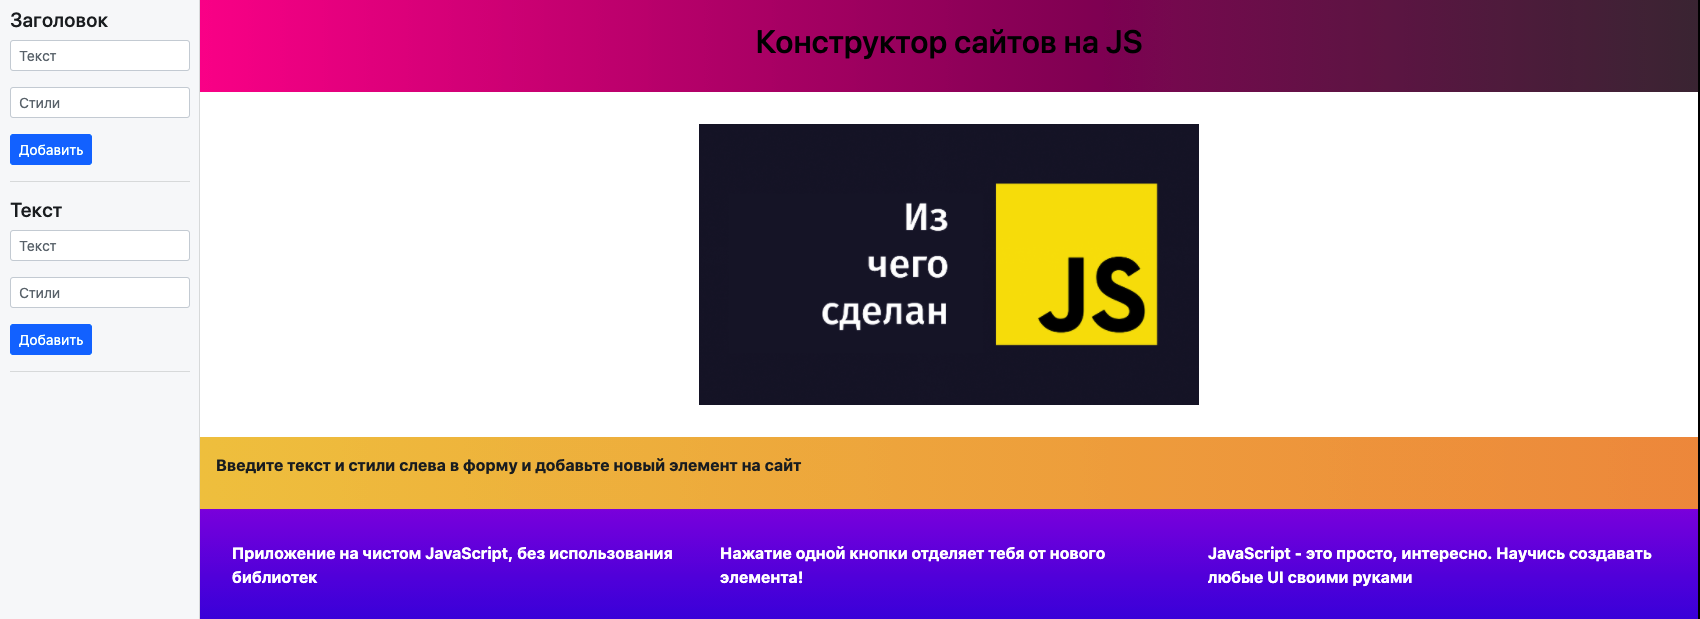 Заголовок
Текст
Стили
Добавить
Текст
Текст
Стили
Добавить
Конструктор сайтов на JS
Из
чего
сделан
JS
Введите текст и стили слева в форму и добавьте новый элемент на сайт
Приложение на чистом JavaScript, без использования
библиотек
Нажатие одной кнопки отделяет тебя от нового
элемента!
JavaScript - это просто, интересно. Научись создавать
любые UI своими руками